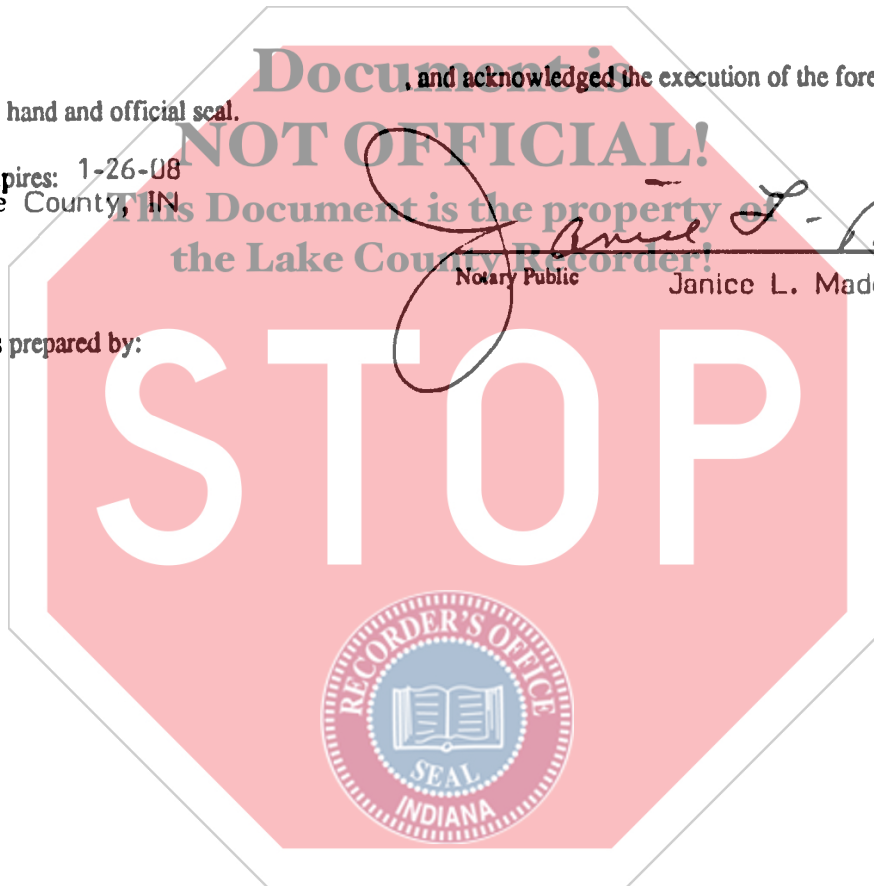 Document is
, and acknowledged the execution of the fore
hand and official seal.
NOT OFFICIAL!
pires: 1-26-08
e County, IN
This Document is the property of
the Lake County Recorder!
Janice L.
Notary Public
Janice L. Made
s prepared by:
STOP
RECORDER'S OFFICE
SEAL
INDIANA